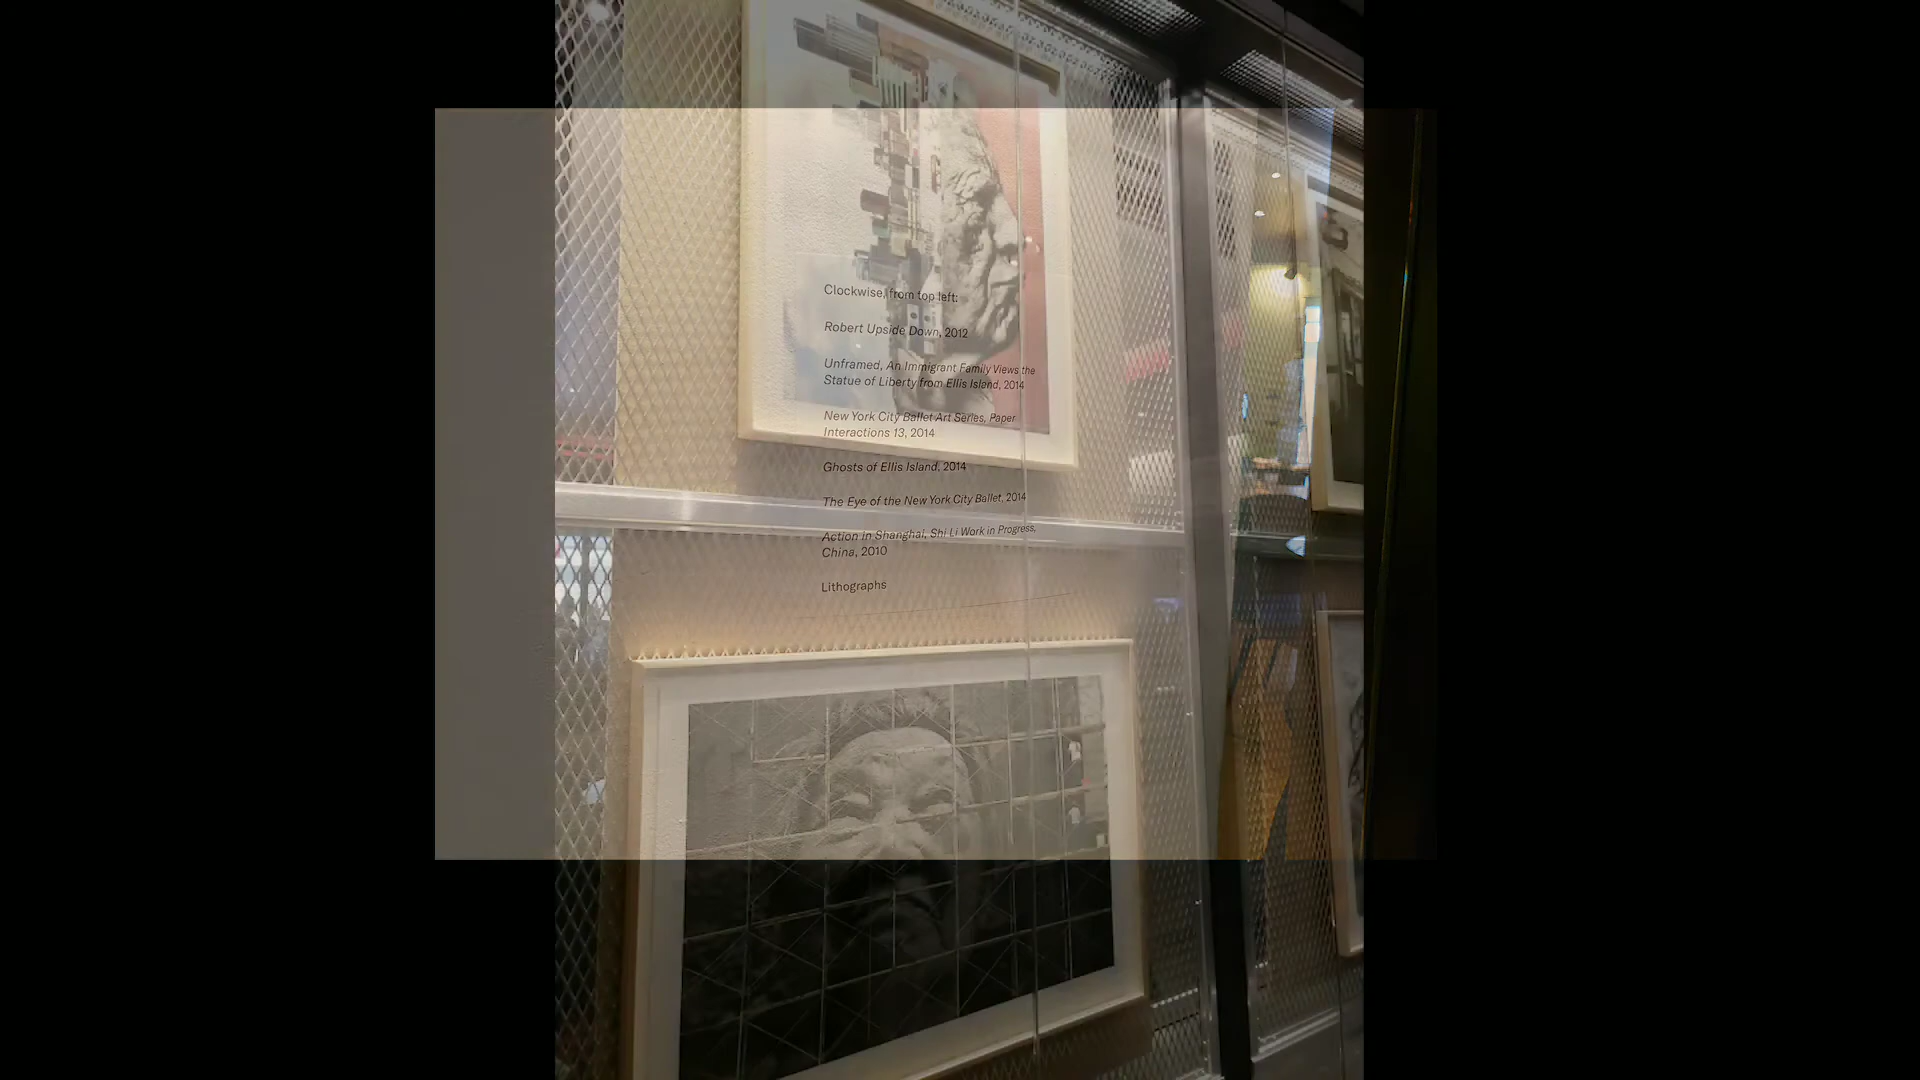 Clockwise, from top left:
Robert Upside Down, 2012
Unframed, An Immigrant Family Views the
Statue of Liberty from Ellis Island, 2014
New York City Ballet Art Series, Paper
Interactions 13, 2014
Ghosts of Ellis Island, 2014
The Eye of the New York City Ballet, 2014
Action in Shanghai, Shi Li Work in Progress,
China, 2010
Lithographs